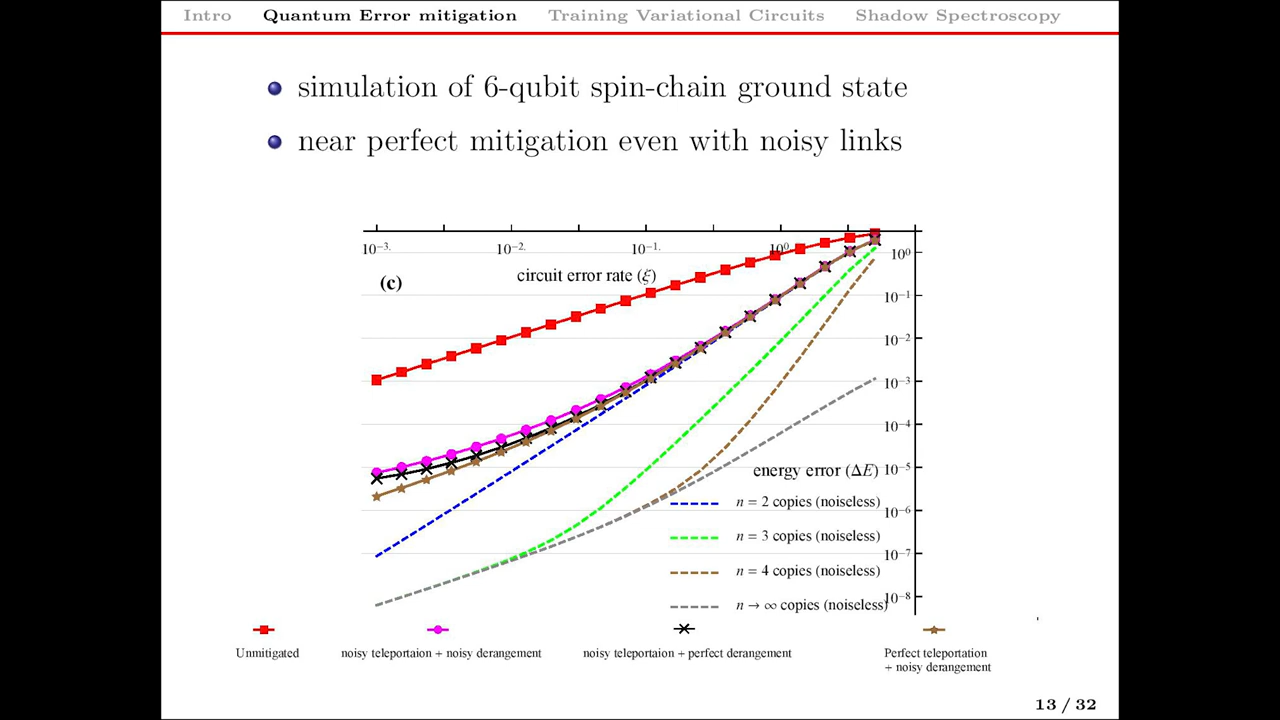 Intro Quantum Error mitigation Training Variational Circuits Shadow Spectroscopy
simulation of 6-qubit spin-chain ground state
near perfect mitigation even with noisy links
10⁻³. 10⁻². 10⁻¹. 10⁰
circuit error rate (ξ)
(c)
10⁰
10⁻¹
10⁻²
10⁻³
10⁻⁴
energy error (ΔE) 10⁻⁵
n = 2 copies (noiseless)
10⁻⁶
n = 3 copies (noiseless)
10⁻⁷
n = 4 copies (noiseless)
n → ∞ copies (noiseless)
10⁻⁸
Unmitigated
noisy teleportaion + noisy derangement
noisy teleportaion + perfect derangement
Perfect teleportation
+ noisy derangement
13 / 32